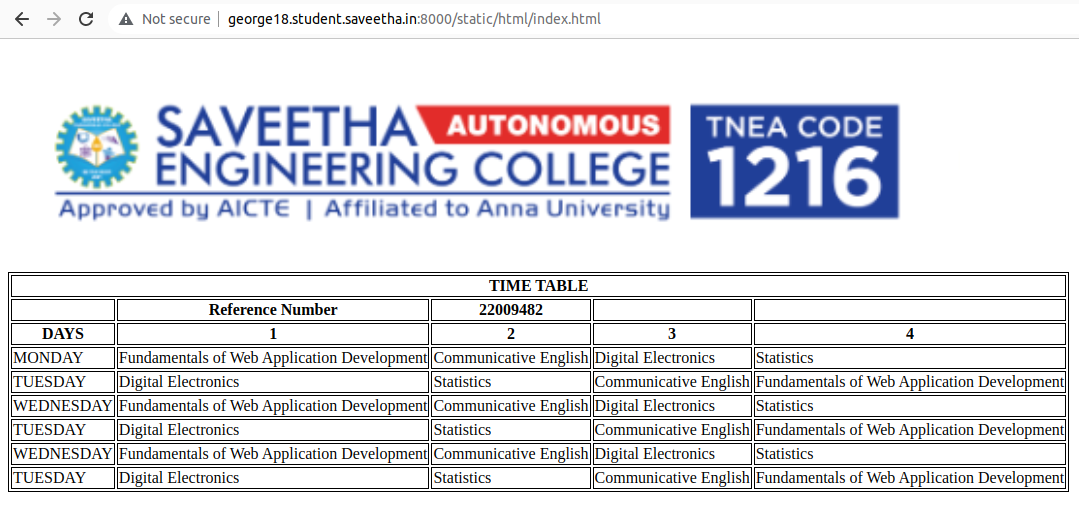 Not secure george18.student.saveetha.in:8000/static/html/index.html
SAVEETHA AUTONOMOUS
ENGINEERING COLLEGE
Approved by AICTE | Affiliated to Anna University
TNEA CODE
1216
TIME TABLE
Reference Number 22009482
DAYS 1 2 3 4
MONDAY Fundamentals of Web Application Development Communicative English Digital Electronics Statistics
TUESDAY Digital Electronics Statistics Communicative English Fundamentals of Web Application Development
WEDNESDAY Fundamentals of Web Application Development Communicative English Digital Electronics Statistics
TUESDAY Digital Electronics Statistics Communicative English Fundamentals of Web Application Development
WEDNESDAY Fundamentals of Web Application Development Communicative English Digital Electronics Statistics
TUESDAY Digital Electronics Statistics Communicative English Fundamentals of Web Application Development